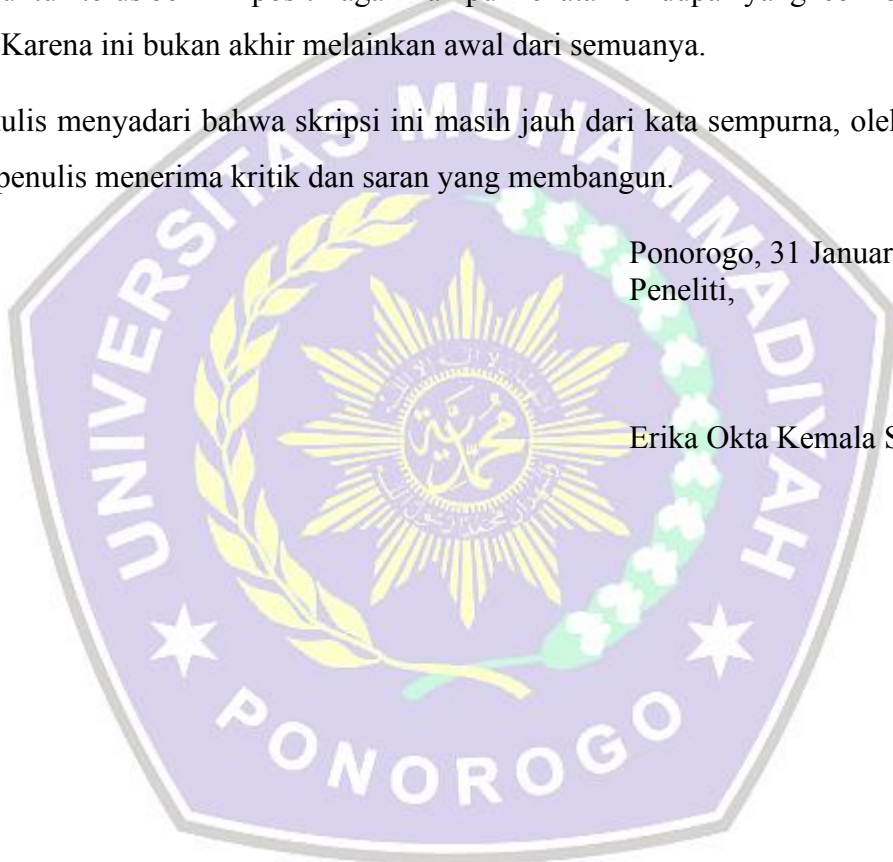 Karena ini bukan akhir melainkan awal dari semuanya.
ulis menyadari bahwa skripsi ini masih jauh dari kata sempurna, oleh
penulis menerima kritik dan saran yang membangun.
Ponorogo, 31 Januar
Peneliti,
Erika Okta Kemala S
UNIVERSITAS MUHAMMADIYAH
PONOROGO